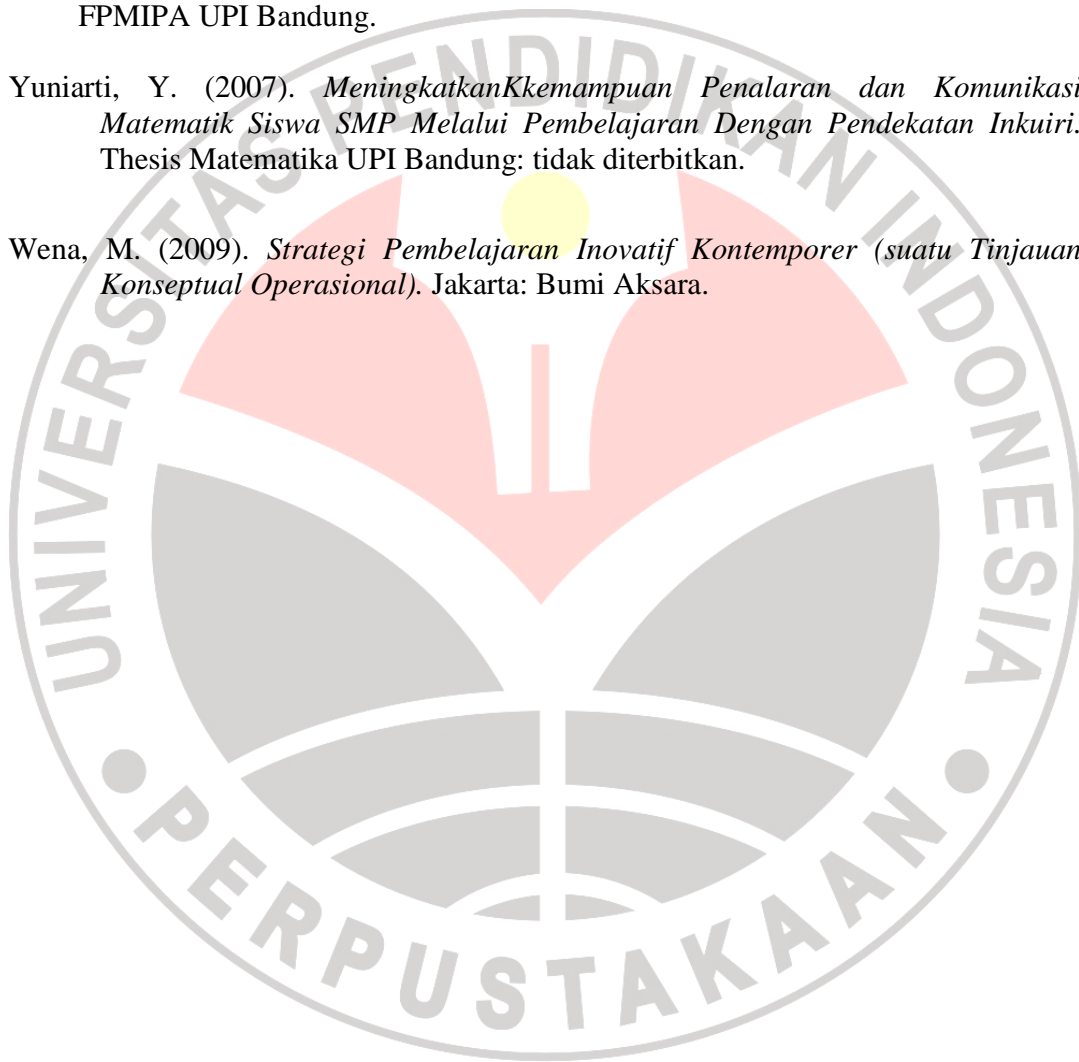 FPMIPA UPI Bandung.
Yuniarti, Y. (2007). MeningkatkanKkemampuan Penalaran dan Komunikasi
Matematik Siswa SMP Melalui Pembelajaran Dengan Pendekatan Inkuiri.
Thesis Matematika UPI Bandung: tidak diterbitkan.
Wena, M. (2009). Strategi Pembelajaran Inovatif Kontemporer (suatu Tinjauan
Konseptual Operasional). Jakarta: Bumi Aksara.
UNIVERSITAS PENDIDIKAN INDONESIA
PERPUSTAKAAN